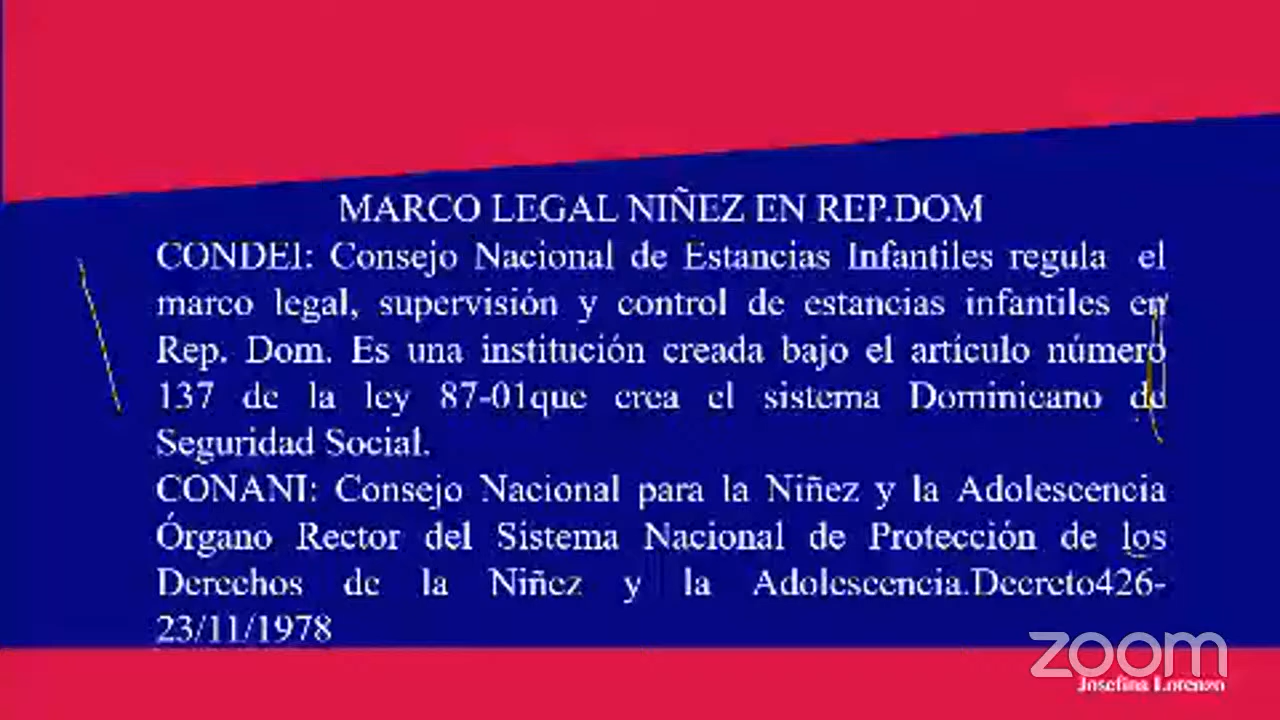 MARCO LEGAL NIÑEZ EN REP.DOM
CONDEI: Consejo Nacional de Estancias Infantiles regula el
marco legal, supervisión y control de estancias infantiles en
Rep. Dom. Es una institución creada bajo el artículo número
137 de la ley 87-01que crea el sistema Dominicano de
Seguridad Social.
CONANI: Consejo Nacional para la Niñez y la Adolescencia
Órgano Rector del Sistema Nacional de Protección de los
Derechos de la Niñez y la Adolescencia.Decreto426-
23/11/1978
zoom
Josefina Lorenzo